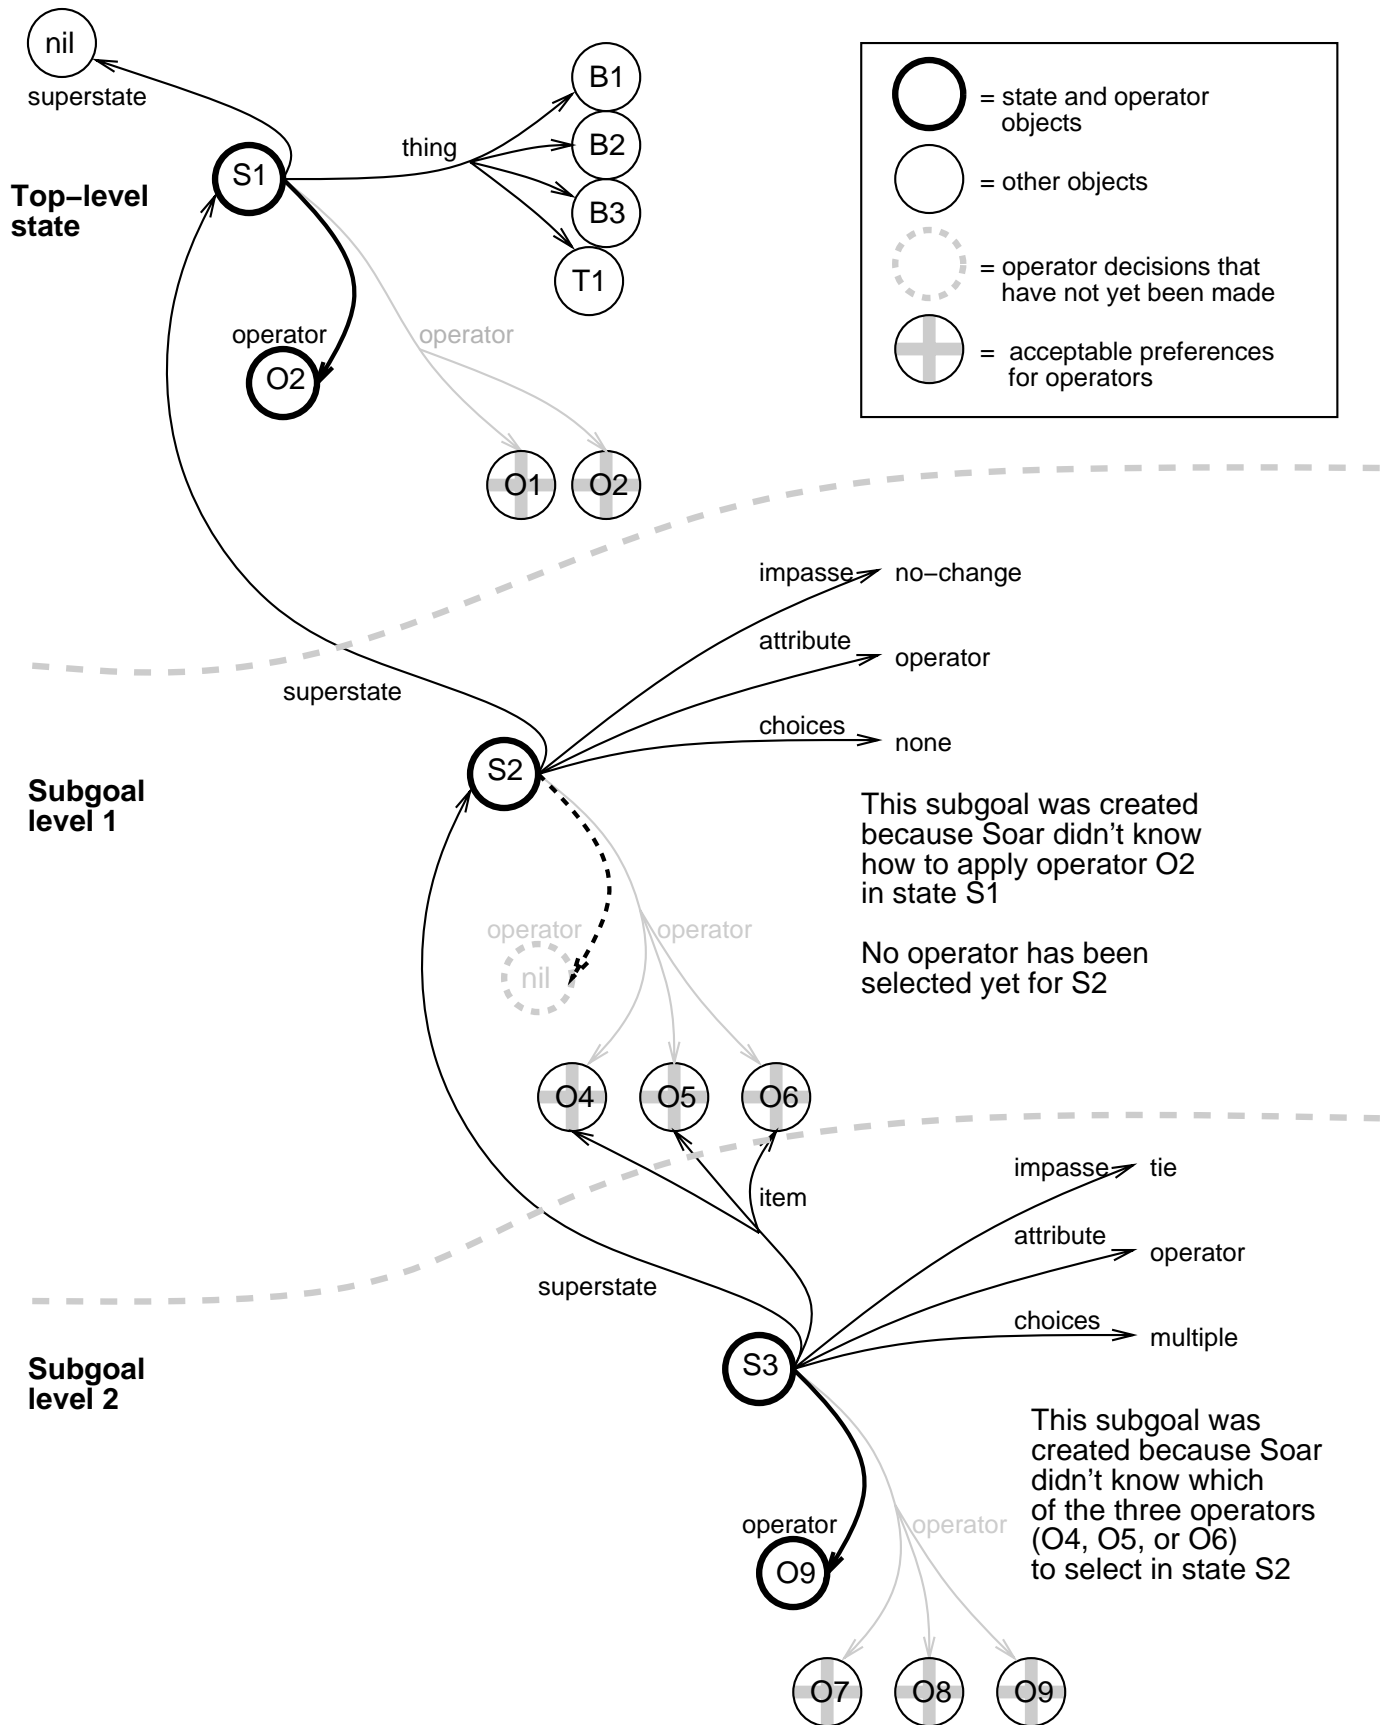 nil
superstate
S1
Top–level
state
thing
B1
B2
B3
T1
operator
O2
operator
O1
O2
= state and operator
objects
= other objects
= operator decisions that
have not yet been made
= acceptable preferences
for operators
superstate
impasse
no–change
attribute
operator
choices
none
S2
Subgoal
level 1
This subgoal was created
because Soar didn't know
how to apply operator O2
in state S1
No operator has been
selected yet for S2
operator
nil
operator
O4
O5
O6
item
superstate
impasse
tie
attribute
operator
choices
multiple
S3
Subgoal
level 2
This subgoal was
created because Soar
didn't know which
of the three operators
(O4, O5, or O6)
to select in state S2
operator
O9
operator
O7
O8
O9